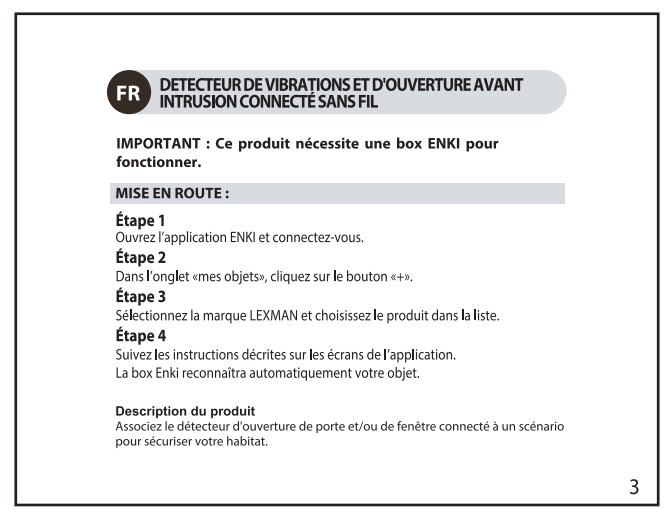 FR
DETECTEUR DE VIBRATIONS ET D'OUVERTURE AVANT
INTRUSION CONNECTÉ SANS FIL
IMPORTANT : Ce produit nécessite une box ENKI pour
fonctionner.
MISE EN ROUTE :
Étape 1
Ouvrez l'application ENKI et connectez-vous.
Étape 2
Dans l'onglet «mes objets», cliquez sur le bouton «+».
Étape 3
Sélectionnez la marque LEXMAN et choisissez le produit dans la liste.
Étape 4
Suivez les instructions décrites sur les écrans de l'application.
La box Enki reconnaîtra automatiquement votre objet.
Description du produit
Associez le détecteur d'ouverture de porte et/ou de fenêtre connecté à un scénario
pour sécuriser votre habitat.
3